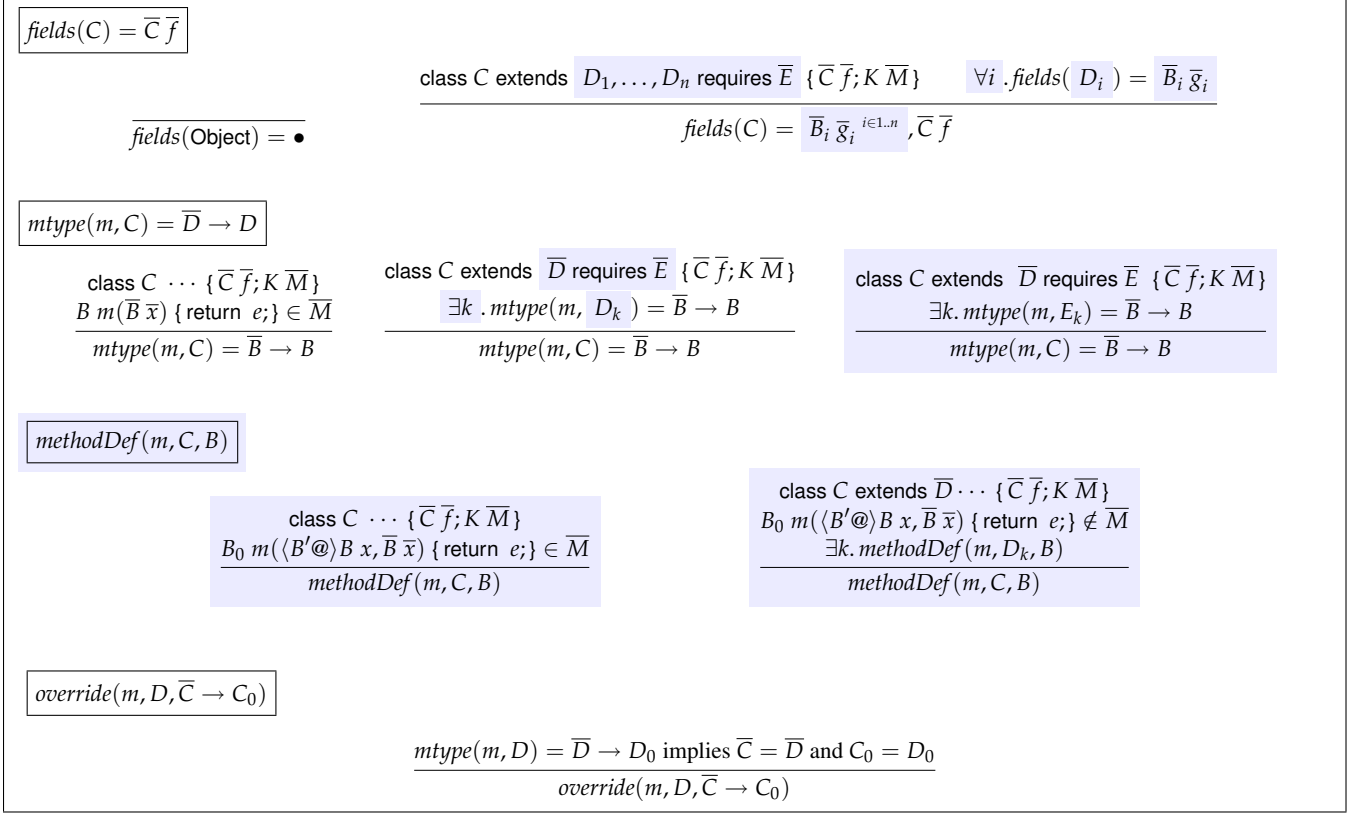 fields(C) = C̅ f̅
class C extends D₁,…,Dₙ requires E̅ { C̅ f̅; K M̅ }    ∀i . fields( Dᵢ ) = B̅ᵢ g̅ᵢ
fields(Object) = •
fields(C) = B̅ᵢ g̅ᵢ ^{i∈1..n} , C̅ f̅
mtype(m, C) = D̅ → D
class C ⋯ { C̅ f̅; K M̅ }
B m(B̅ x̅) { return e; } ∈ M̅
mtype(m, C) = B̅ → B
class C extends D̅ requires E̅ { C̅ f̅; K M̅ }
∃k . mtype(m, Dₖ ) = B̅ → B
mtype(m, C) = B̅ → B
class C extends D̅ requires E̅ { C̅ f̅; K M̅ }
∃k. mtype(m, Eₖ) = B̅ → B
mtype(m, C) = B̅ → B
methodDef(m, C, B)
class C ⋯ { C̅ f̅; K M̅ }
B₀ m(⟨B′@⟩B x, B̅ x̅) { return e; } ∈ M̅
methodDef(m, C, B)
class C extends D̅ ⋯ { C̅ f̅; K M̅ }
B₀ m(⟨B′@⟩B x, B̅ x̅) { return e; } ∉ M̅
∃k. methodDef(m, Dₖ, B)
methodDef(m, C, B)
override(m, D, C̅ → C₀)
mtype(m, D) = D̅ → D₀ implies C̅ = D̅ and C₀ = D₀
override(m, D, C̅ → C₀)